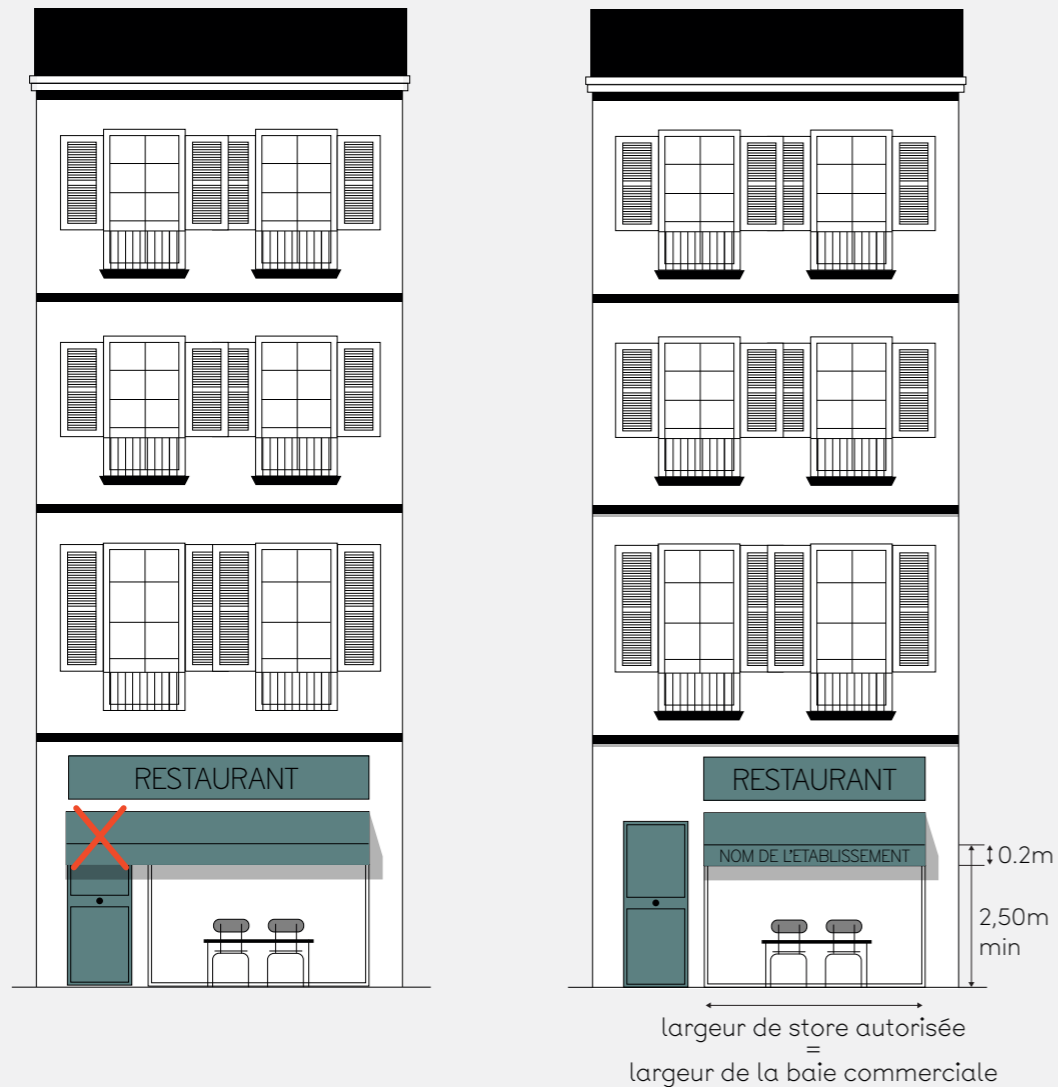 RESTAURANT
RESTAURANT
NOM DE L'ETABLISSEMENT
0.2m
2,50m
min
largeur de store autorisée
=
largeur de la baie commerciale